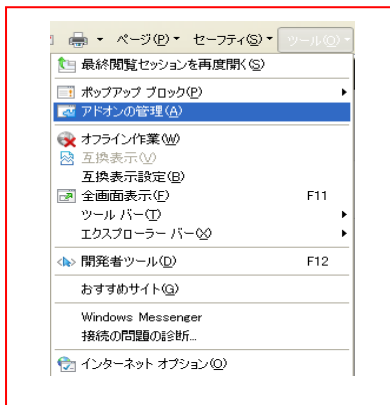 ページ(P) セーフティ(S) ツール(O)
最終閲覧セッションを再度開く(S)
ポップアップ ブロック(P)
アドオンの管理(A)
オフライン作業(W)
互換表示(V)
互換表示設定(B)
全画面表示(F) F11
ツール バー(T)
エクスプローラー バー(X)
開発者ツール(D) F12
おすすめサイト(G)
Windows Messenger
接続の問題の診断...
インターネット オプション(O)